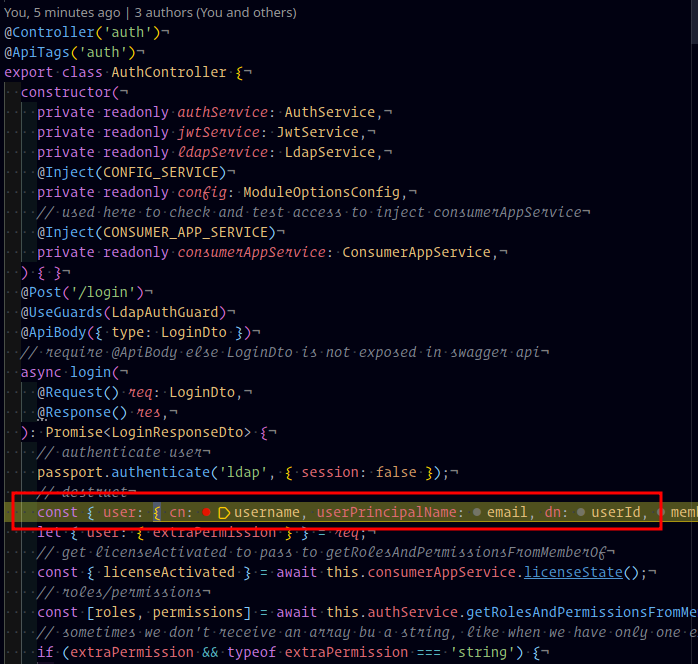 You, 5 minutes ago | 3 authors (You and others)
@Controller('auth')¬
@ApiTags('auth')¬
export class AuthController {¬
constructor(¬
private readonly authService: AuthService,¬
private readonly jwtService: JwtService,¬
private readonly ldapService: LdapService,¬
@Inject(CONFIG_SERVICE)¬
private readonly config: ModuleOptionsConfig,¬
// used here to check and test access to inject consumerAppService¬
@Inject(CONSUMER_APP_SERVICE)¬
private readonly consumerAppService: ConsumerAppService,¬
) { }¬
@Post('/login')¬
@UseGuards(LdapAuthGuard)¬
@ApiBody({ type: LoginDto })¬
// require @ApiBody else LoginDto is not exposed in swagger api¬
async login(¬
@Request() req: LoginDto,¬
@Response() res,¬
): Promise<LoginResponseDto> {¬
// authenticate user¬
passport.authenticate('ldap', { session: false });¬
// destruct¬
const { user: { cn: username, userPrincipalName: email, dn: userId, mem
let { user: { extraPermission } } = req;¬
// get licenseActivated to pass to getRolesAndPermissionsFromMemberOf¬
const { licenseActivated } = await this.consumerAppService.licenseState();¬
// roles/permissions¬
const [roles, permissions] = await this.authService.getRolesAndPermissionsFromMe
// sometimes we don't receive an array bu a string, like when we have only one e
if (extraPermission && typeof extraPermission === 'string') {¬